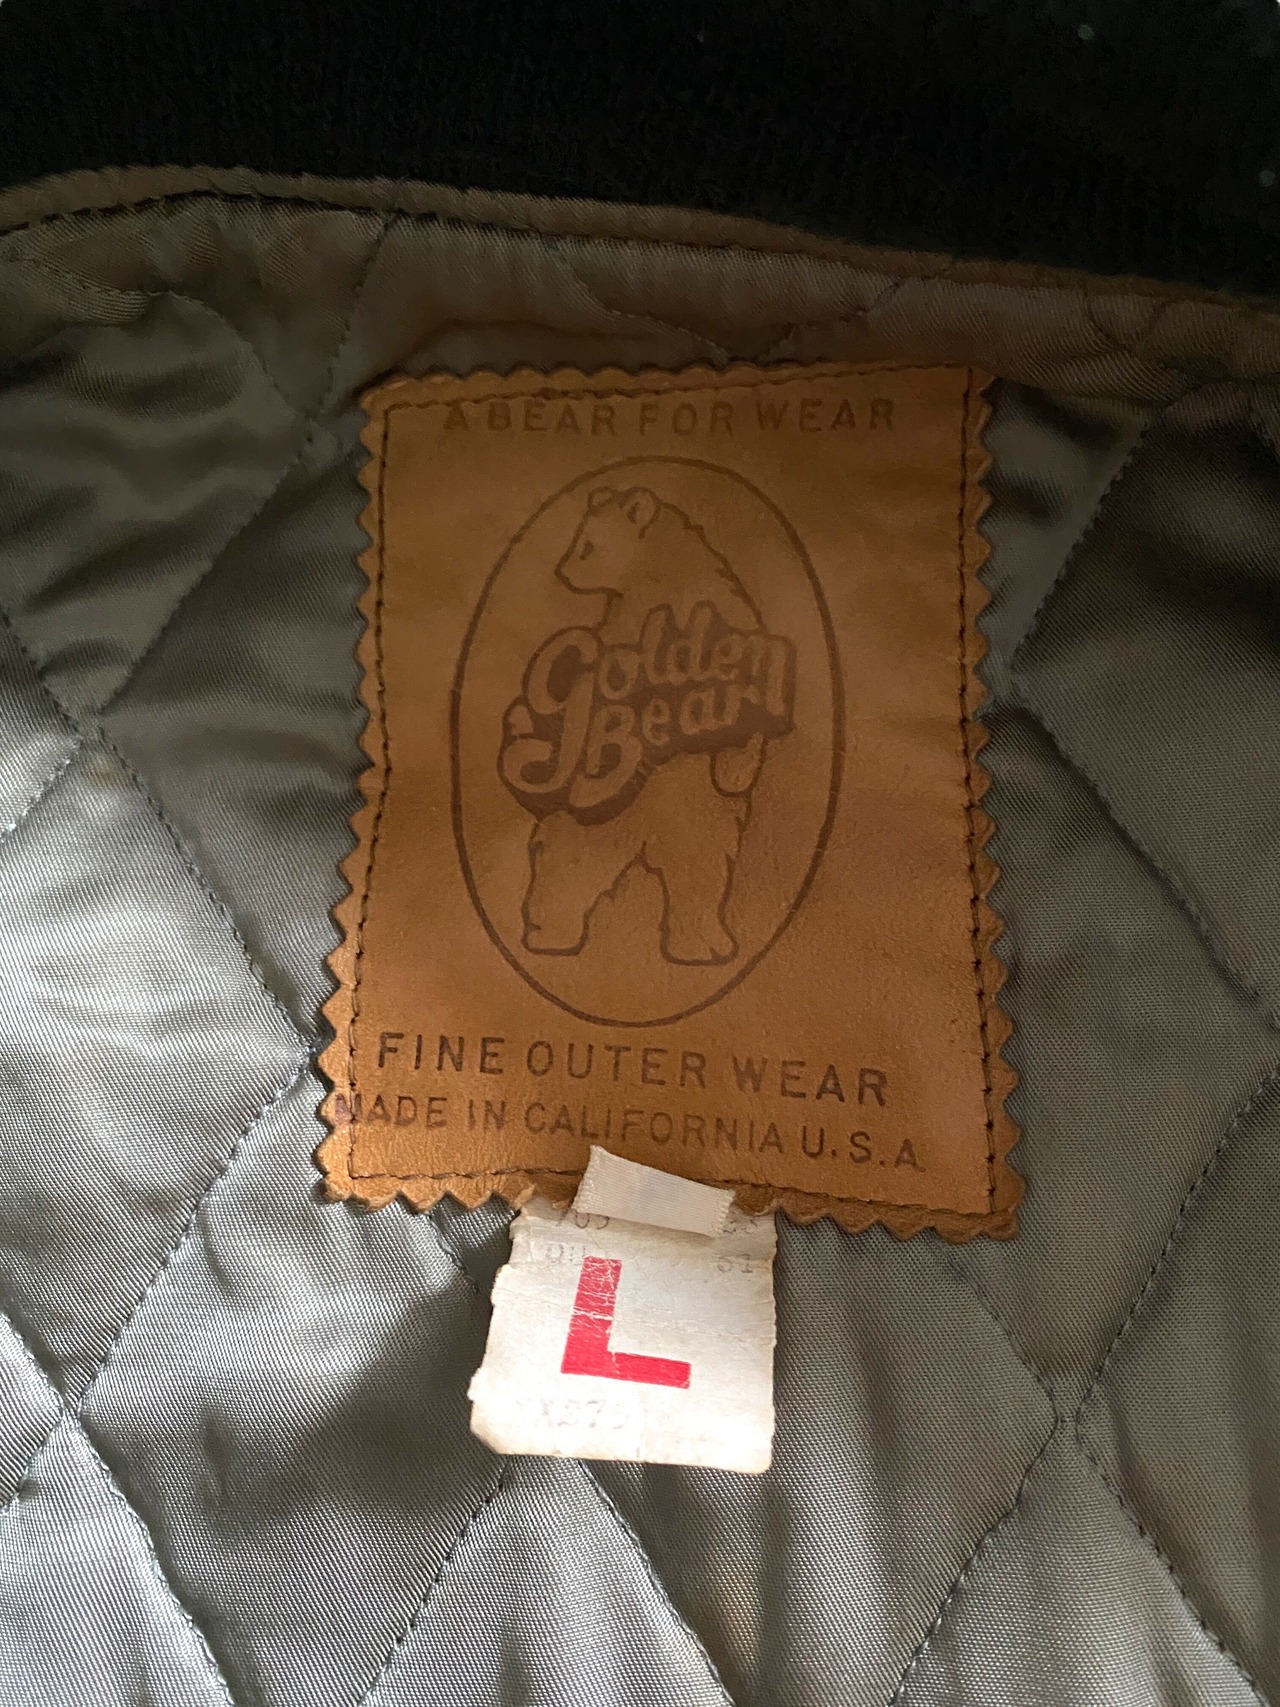 A BEAR FOR WEAR
Golden
Bear
FINE OUTER WEAR
MADE IN CALIFORNIA U.S.A
L